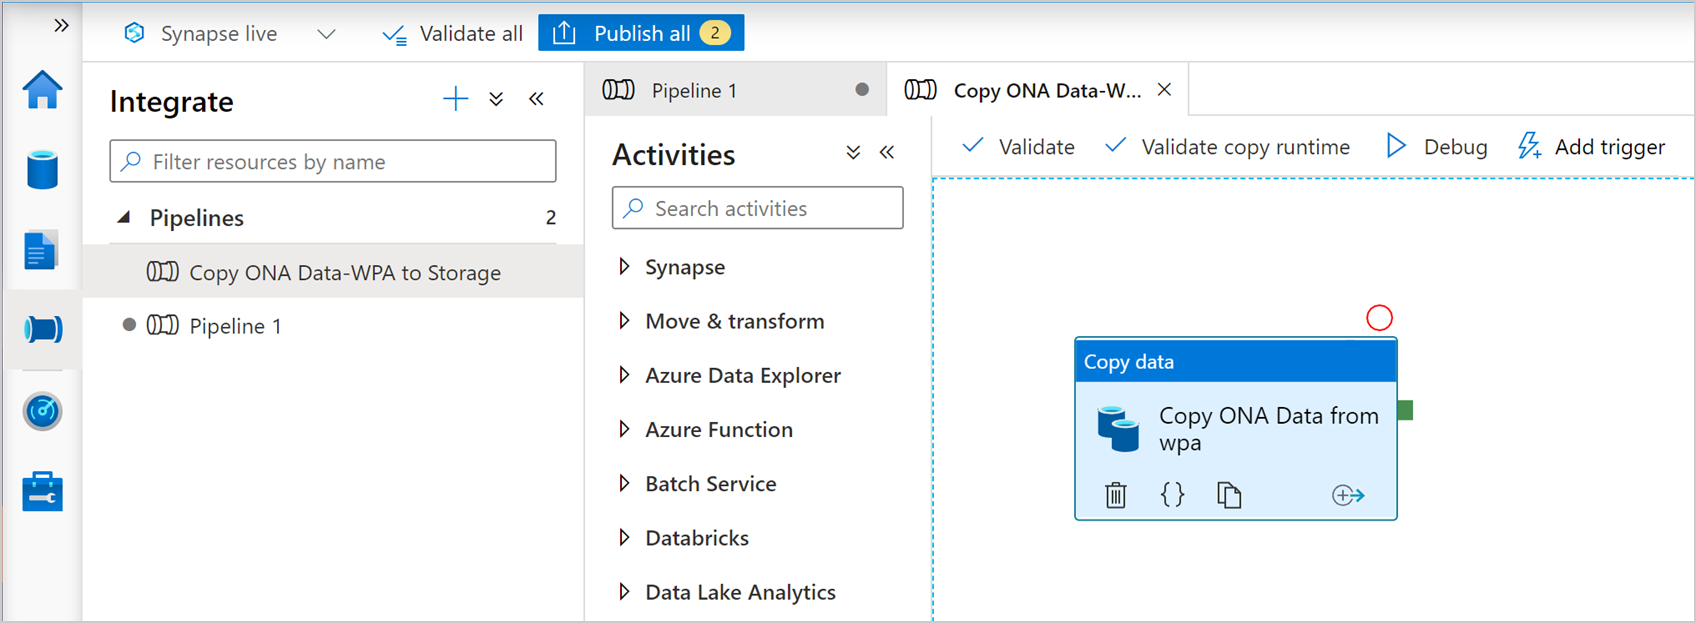 Synapse live
Validate all
Publish all 2
Integrate
Filter resources by name
Pipelines 2
Copy ONA Data-WPA to Storage
Pipeline 1
Pipeline 1
Copy ONA Data-W...
Activities
Search activities
Synapse
Move & transform
Azure Data Explorer
Azure Function
Batch Service
Databricks
Data Lake Analytics
Validate
Validate copy runtime
Debug
Add trigger
Copy data
Copy ONA Data from
wpa